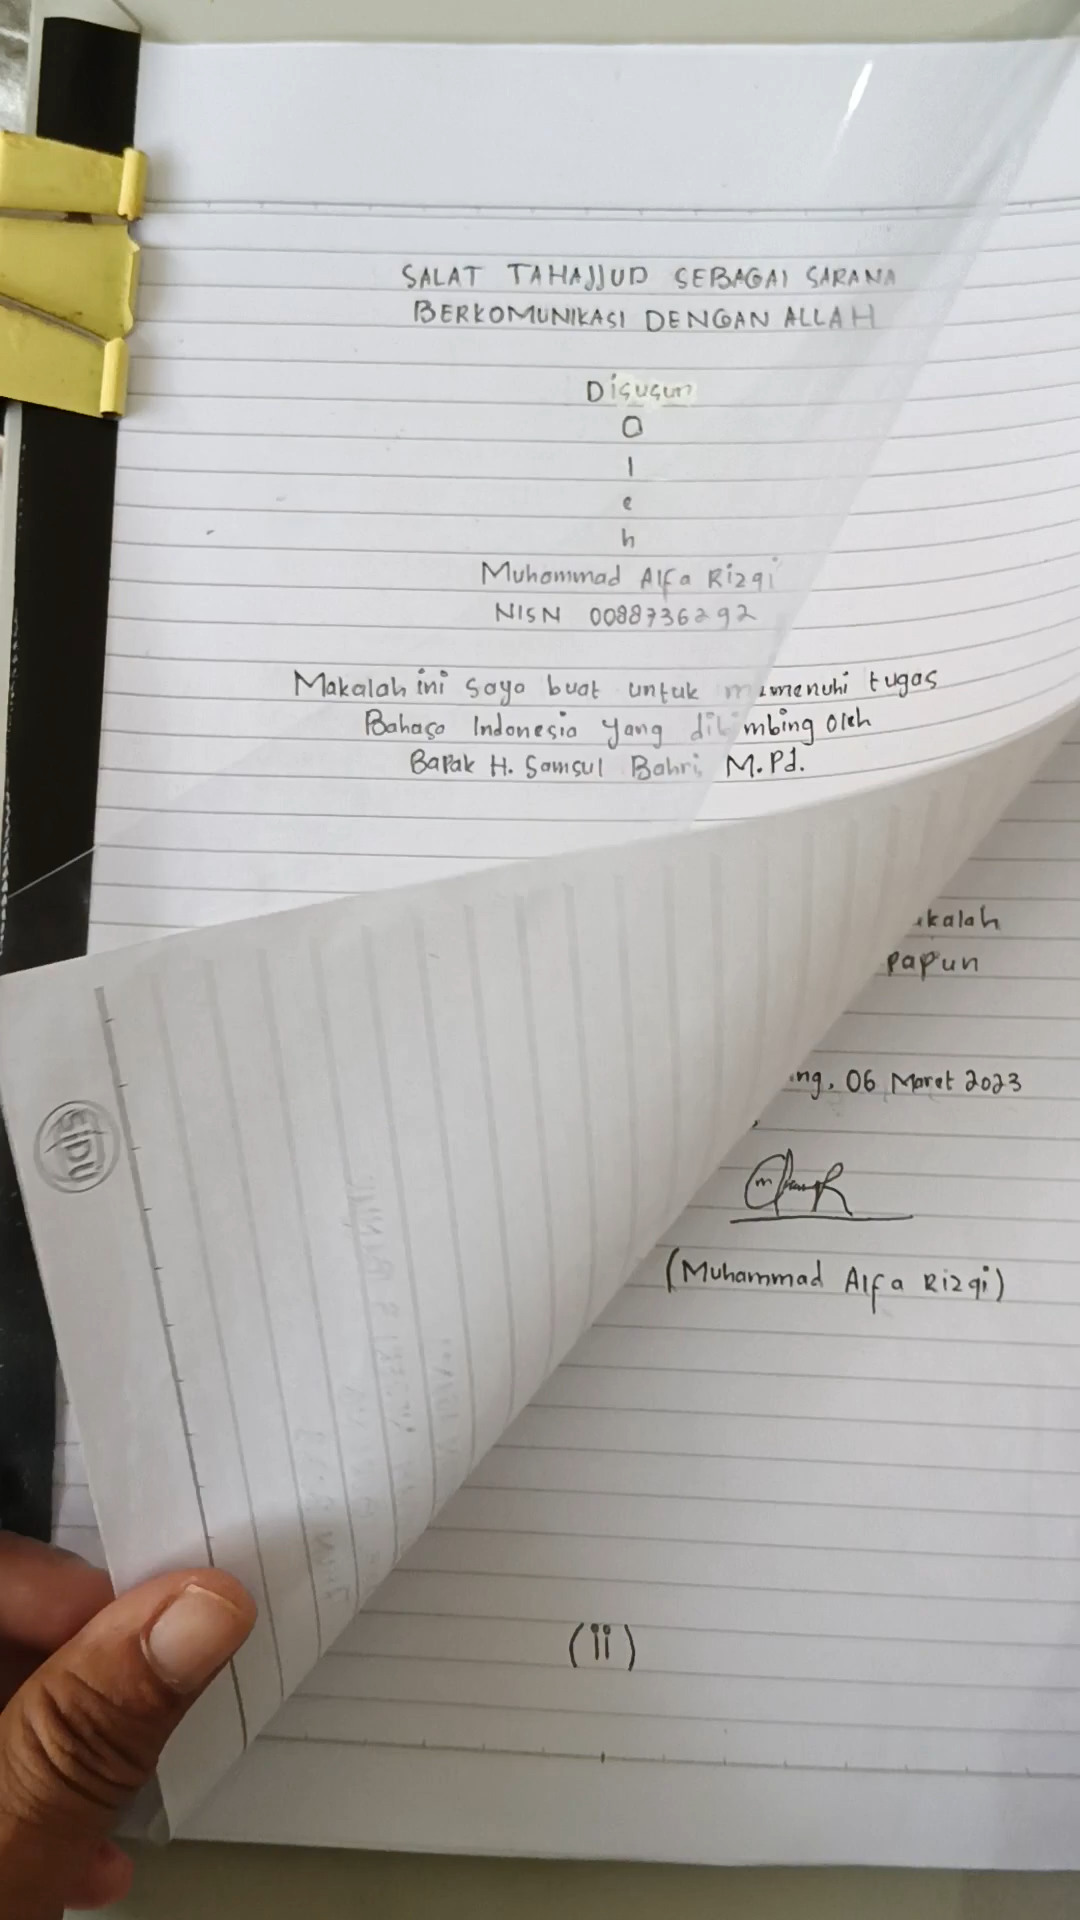 SALAT TAHAJJUD SEBAGAI SARANA
BERKOMUNIKASI DENGAN ALLAH
Disusun
O
l
e
h
Muhammad Alfa Rizqi
NISN 0088736292
Makalah ini saya buat untuk memenuhi tugas
Bahasa Indonesia yang dibimbing oleh
Bapak H. Samsul Bahri M.Pd.
kalah
papun
ng, 06 Maret 2023
(Muhammad Alfa Rizqi)
(ii)
SIDU